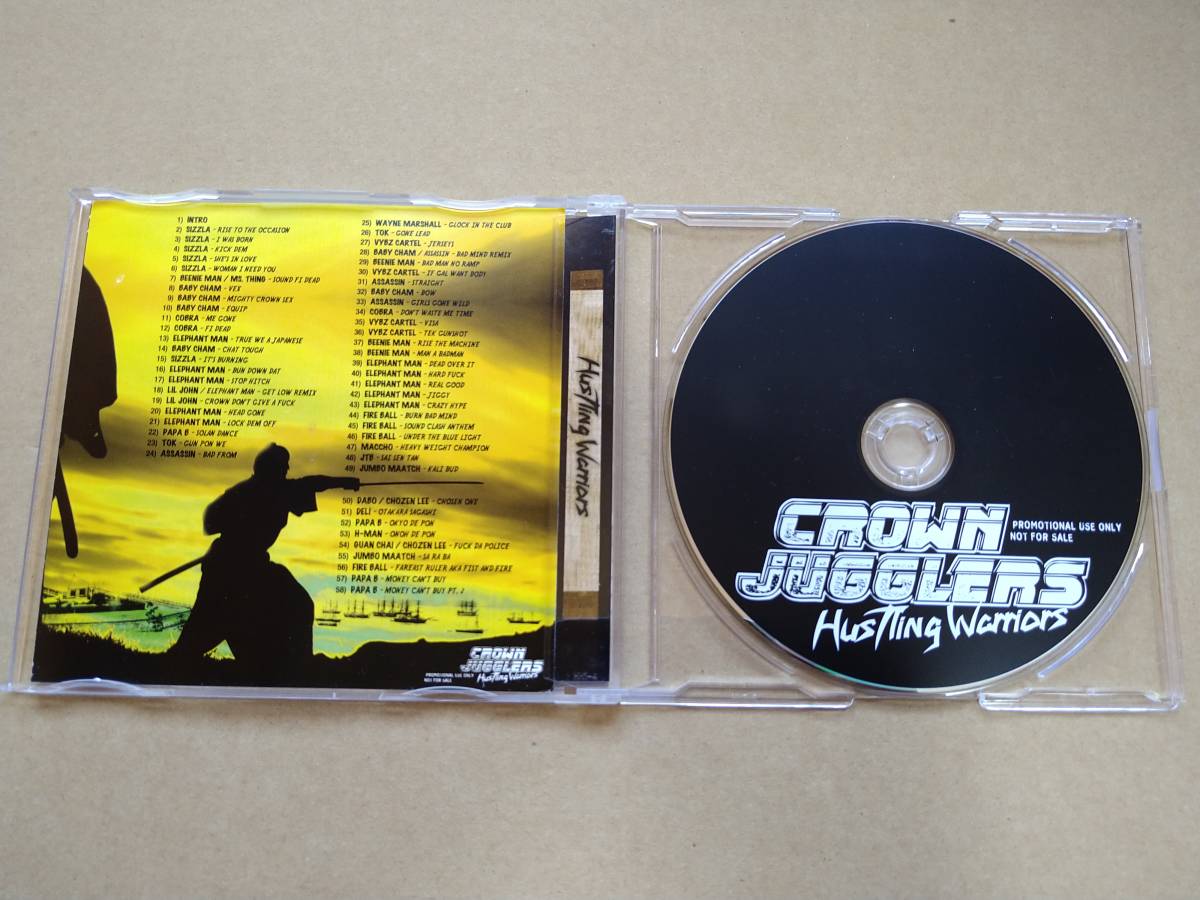 1) INTRO
2) SIZZLA - RISE TO THE OCCASION
3) SIZZLA - I WAS BORN
4) SIZZLA - KICK DEM
5) SIZZLA - SHE'S IN LOVE
6) SIZZLA - WOMAN I NEED YOU
7) BEENIE MAN / MS. THING - SOUND FI DEAD
8) BABY CHAM - VEX
9) BABY CHAM - MIGHTY CROWN SEX
10) BABY CHAM - EQUIP
11) COBRA - ME GONE
12) COBRA - FI DEAD
13) ELEPHANT MAN - TRUE WE A JAPANESE
14) BABY CHAM - CHAT TOUGH
15) SIZZLA - IT'S BURNING
16) ELEPHANT MAN - BUN DOWN DAT
17) ELEPHANT MAN - STOP HITCH
18) LIL JOHN / ELEPHANT MAN - GET LOW REMIX
19) LIL JOHN - CROWN DON'T GIVE A FUCK
20) ELEPHANT MAN - HEAD GONE
21) ELEPHANT MAN - LOCK DEM OFF
22) PAPA B - SOLAN DANCE
23) TOK - GUN PON WE
24) ASSASSIN - BAD FROM
25) WAYNE MARSHALL - GLOCK IN THE CLUB
26) TOK - GONE LEAD
27) VYBZ CARTEL - JERSEY1
28) BABY CHAM / ASSASSIN - BAD MIND REMIX
29) BEENIE MAN - BAD MAN NO RAMP
30) VYBZ CARTEL - IF GAL WANT BODY
31) ASSASSIN - STRAIGHT
32) BABY CHAM - BOW
33) ASSASSIN - GIRLS GONE WILD
34) COBRA - DON'T WASTE ME TIME
35) VYBZ CARTEL - VISA
36) VYBZ CARTEL - TEK GUNSHOT
37) BEENIE MAN - RISE THE MACHINE
38) BEENIE MAN - MAN A BADMAN
39) ELEPHANT MAN - DEAD OVER IT
40) ELEPHANT MAN - HARD FUCK
41) ELEPHANT MAN - REAL GOOD
42) ELEPHANT MAN - JIGGY
43) ELEPHANT MAN - CRAZY HYPE
44) FIRE BALL - BURN BAD MIND
45) FIRE BALL - SOUND CLASH ANTHEM
46) FIRE BALL - UNDER THE BLUE LIGHT
47) MACCHO - HEAVY WEIGHT CHAMPION
48) JTB - SAI SEN TAN
49) JUMBO MAATCH - KALI BUD
50) DABO / CHOZEN LEE - CHOSEN ONE
51) DELI - OTAKARA SAGASHI
52) PAPA B - OKYO DE PON
53) H-MAN - ONOH DE PON
54) GUAN CHAI / CHOZEN LEE - FUCK DA POLICE
55) JUMBO MAATCH - SA RA BA
56) FIRE BALL - FAREAST RULER AKA FIST AND FIRE
57) PAPA B - MONEY CAN'T BUY
58) PAPA B - MONEY CAN'T BUY PT. 2
CROWN
JUGGLERS
Hustling Warriors
PROMOTIONAL USE ONLY
NOT FOR SALE
Hustling Warriors
CROWN
JUGGLERS
Hustling Warriors
PROMOTIONAL USE ONLY
NOT FOR SALE